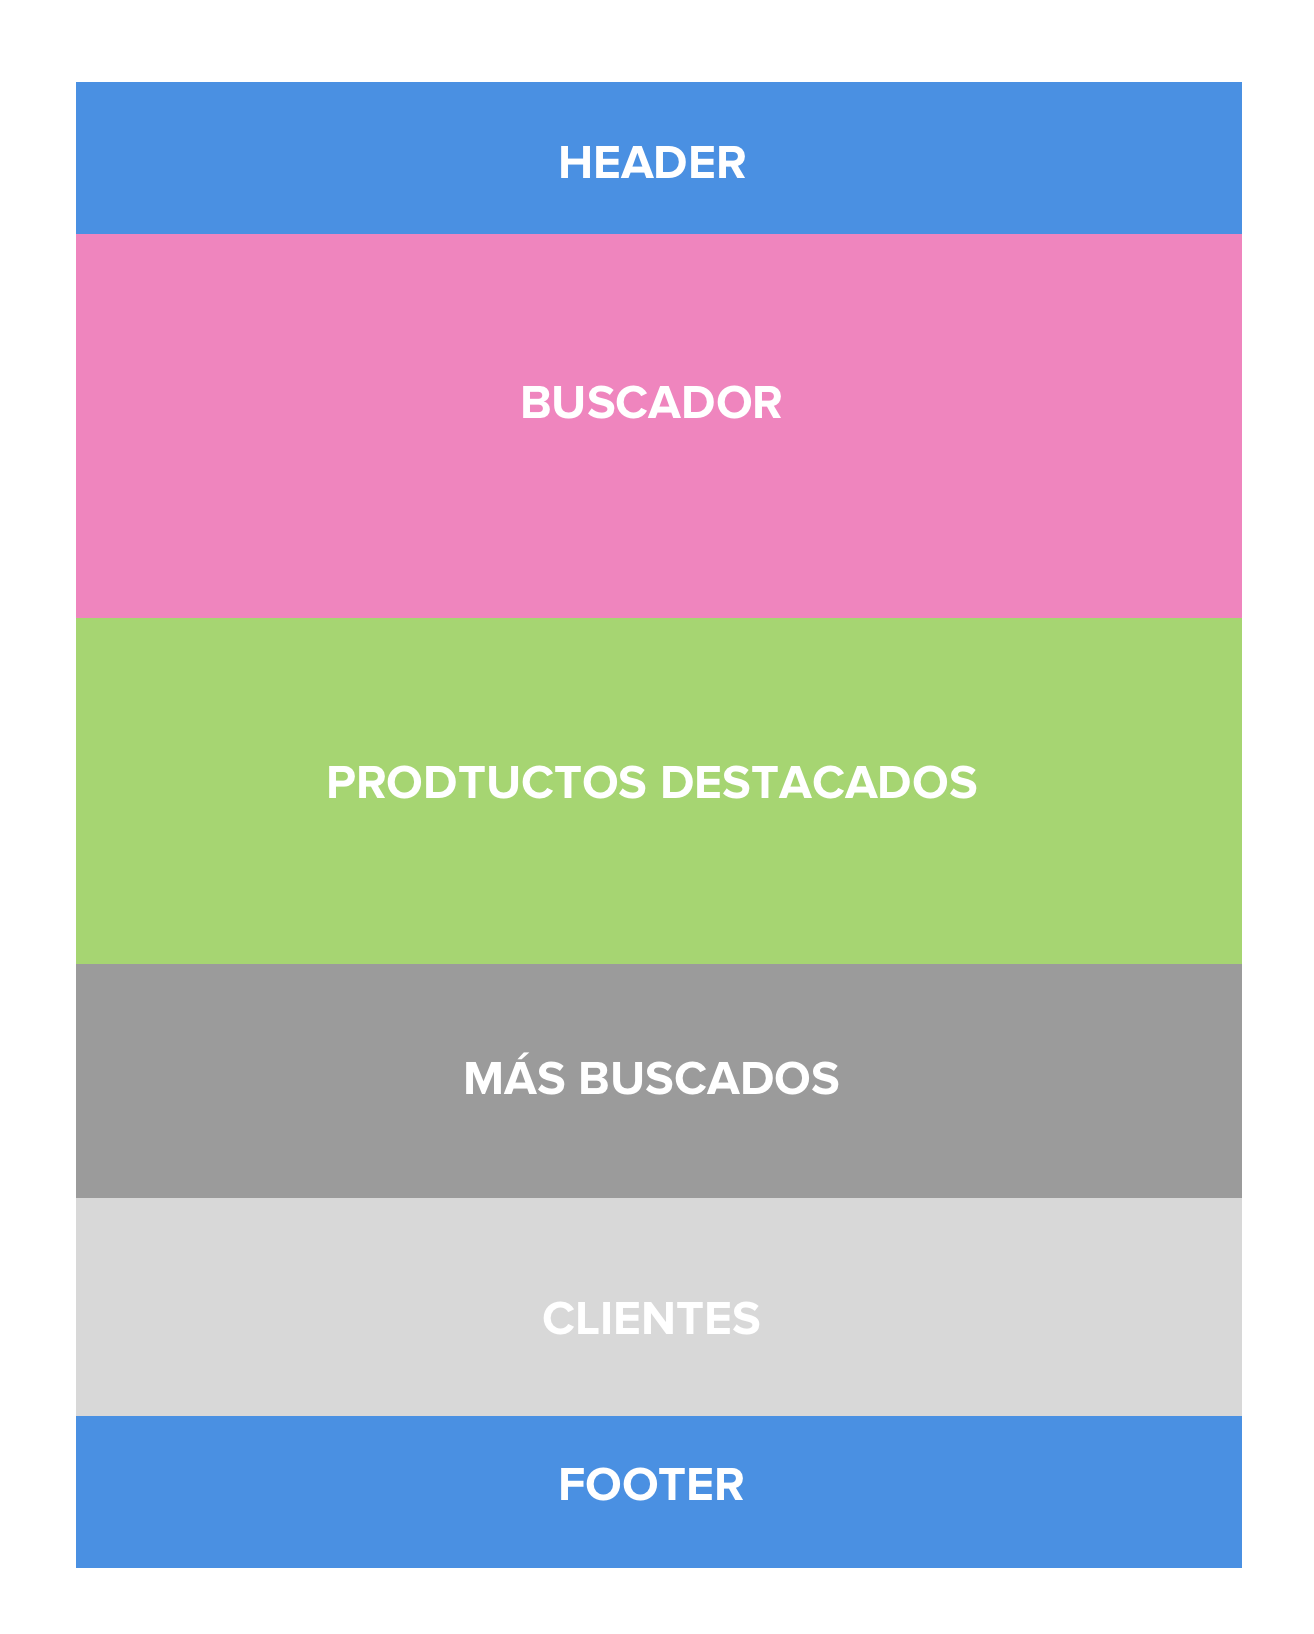 HEADER
BUSCADOR
PRODTUCTOS DESTACADOS
MÁS BUSCADOS
CLIENTES
FOOTER